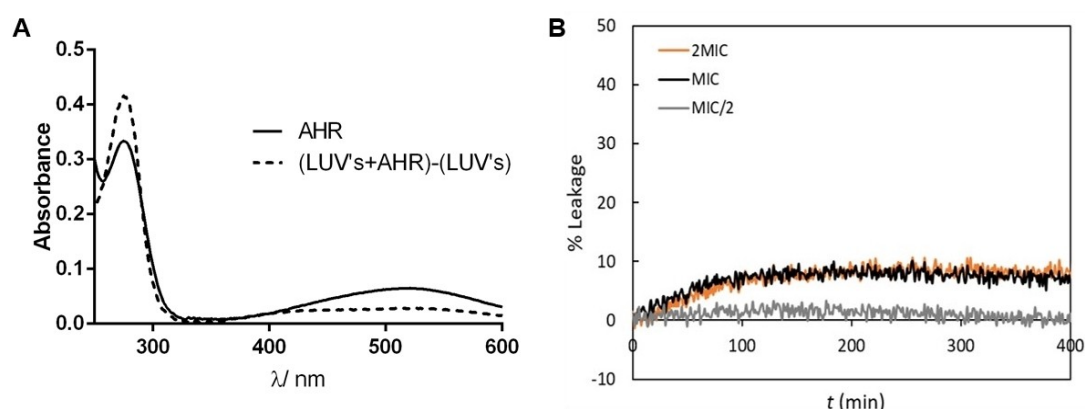 A
0.5
0.4
0.3
0.2
0.1
0.0
Absorbance
AHR
(LUV's+AHR)-(LUV's)
300 400 500 600
λ/ nm
B
50
40
30
20
10
0
-10
% Leakage
2MIC
MIC
MIC/2
0 100 200 300 400
t (min)